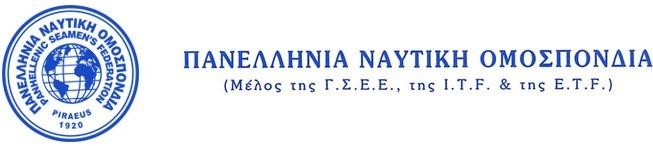 ΠΑΝΕΛΛΗΝΙΑ ΝΑΥΤΙΚΗ ΟΜΟΣΠΟΝΔΙΑ
PANHELLENIC SEAMEN'S FEDERATION
PIRAEUS
1920
ΠΑΝΕΛΛΗΝΙΑ ΝΑΥΤΙΚΗ ΟΜΟΣΠΟΝΔΙΑ
(Μέλος της Γ.Σ.Ε.Ε., της I.T.F. & της E.T.F.)